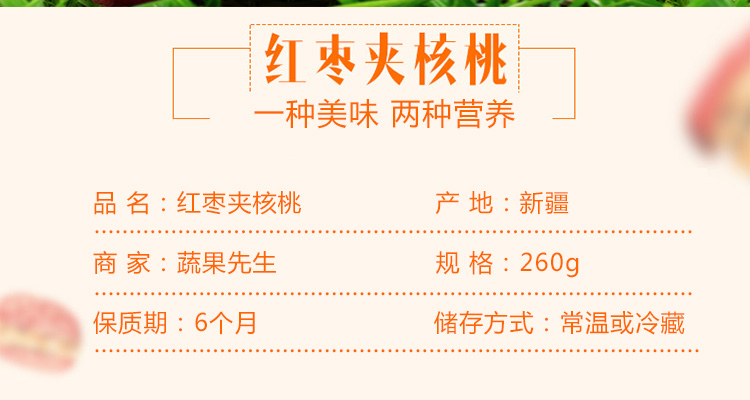 红枣夹核桃
一种美味 两种营养
品 名：红枣夹核桃 产 地：新疆
商 家：蔬果先生 规 格：260g
保质期：6个月 储存方式：常温或冷藏